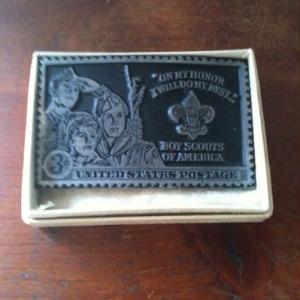 "ON MY HONOR
I WILL DO MY BEST..."
BOY SCOUTS
OF AMERICA
3¢
UNITED STATES POSTAGE